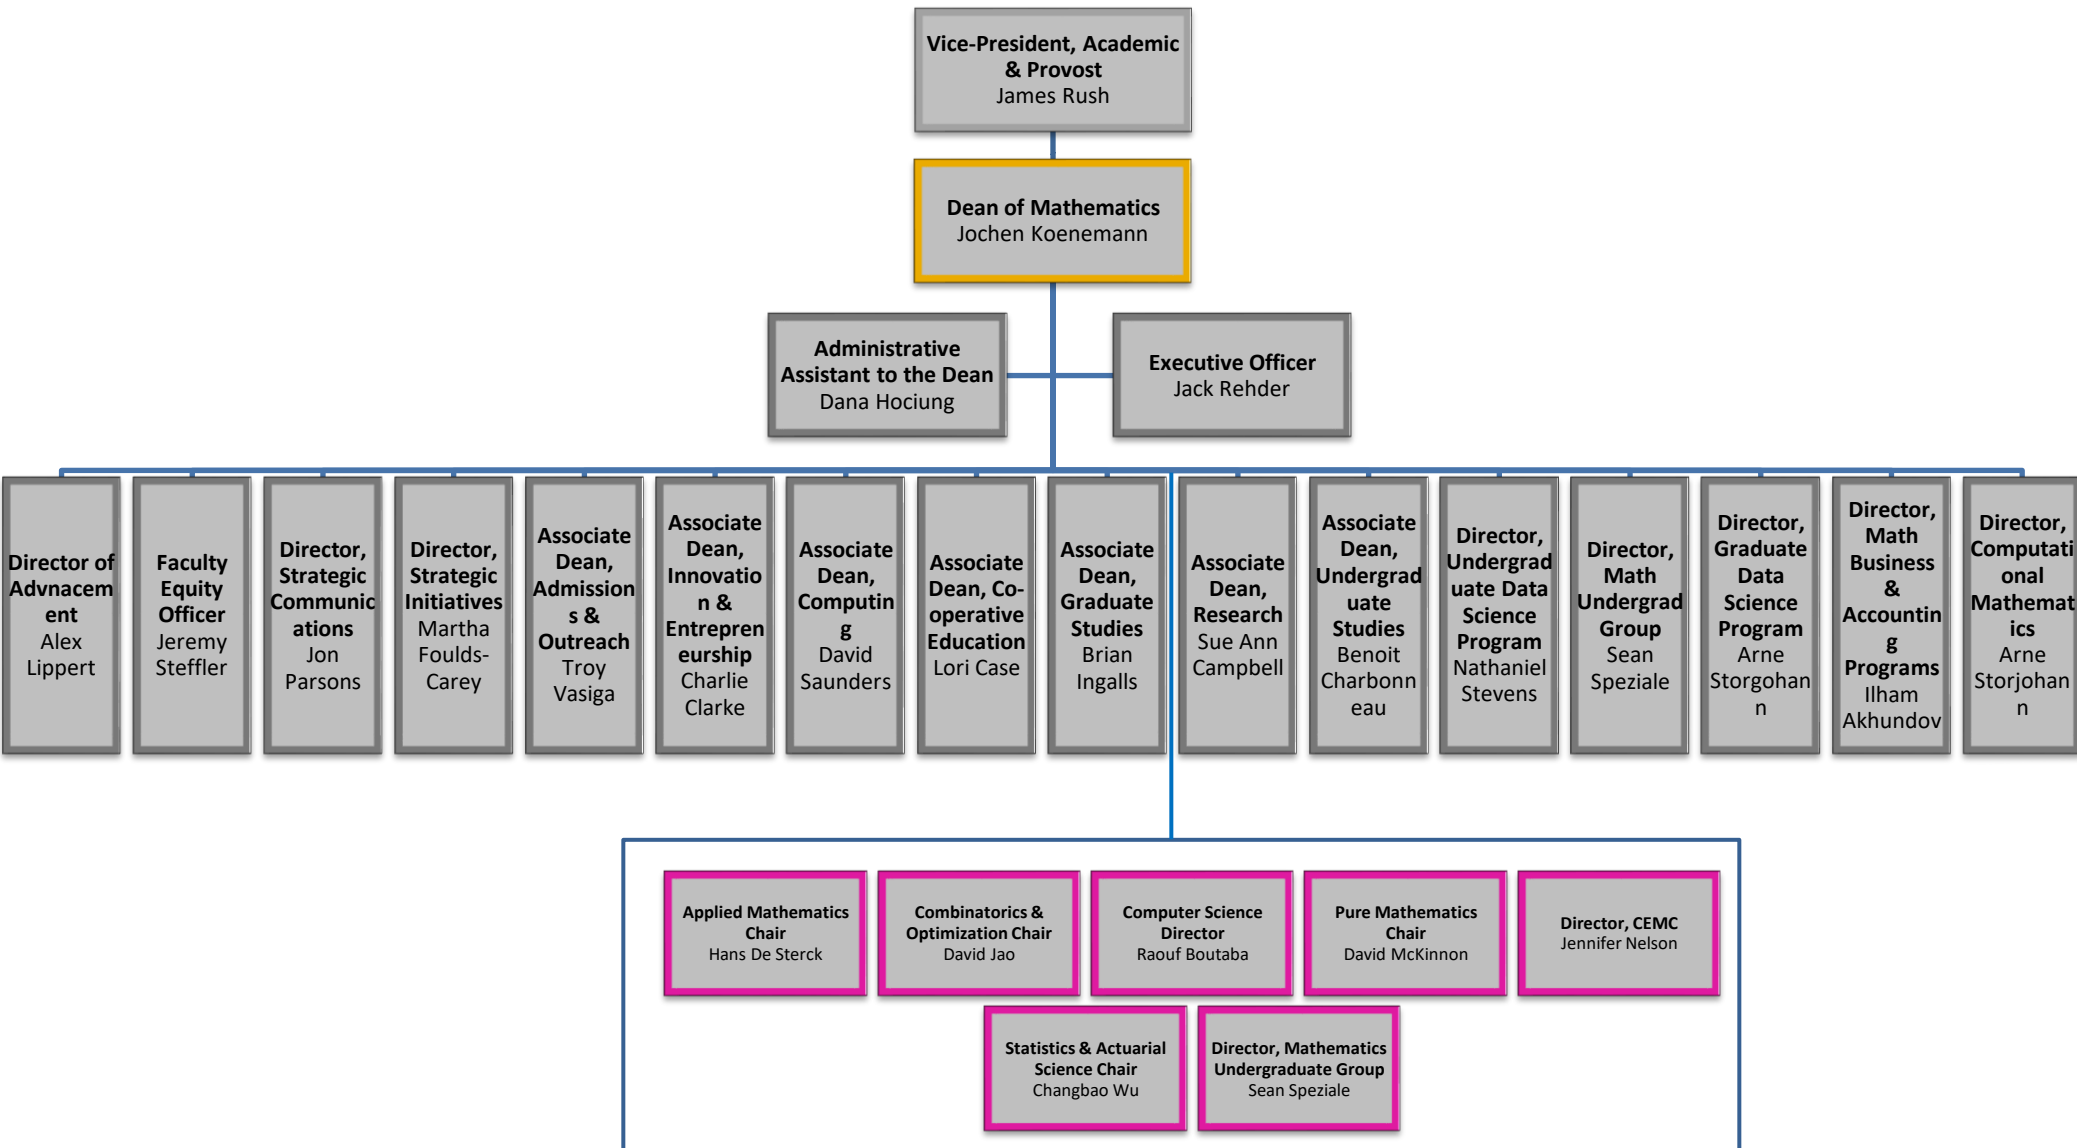 Vice-President, Academic
& Provost
James Rush
Dean of Mathematics
Jochen Koenemann
Administrative
Assistant to the Dean
Dana Hociung
Executive Officer
Jack Rehder
Director of
Advnacem
ent
Alex
Lippert
Faculty
Equity
Officer
Jeremy
Steffler
Director,
Strategic
Communic
ations
Jon
Parsons
Director,
Strategic
Initiatives
Martha
Foulds-
Carey
Associate
Dean,
Admission
s &
Outreach
Troy
Vasiga
Associate
Dean,
Innovatio
n &
Entrepren
eurship
Charlie
Clarke
Associate
Dean,
Computin
g
David
Saunders
Associate
Dean, Co-
operative
Education
Lori Case
Associate
Dean,
Graduate
Studies
Brian
Ingalls
Associate
Dean,
Research
Sue Ann
Campbell
Associate
Dean,
Undergrad
uate
Studies
Benoit
Charbonn
eau
Director,
Undergrad
uate Data
Science
Program
Nathaniel
Stevens
Director,
Math
Undergrad
Group
Sean
Speziale
Director,
Graduate
Data
Science
Program
Arne
Storgohan
n
Director,
Math
Business
&
Accountin
g
Programs
Ilham
Akhundov
Director,
Computati
onal
Mathemat
ics
Arne
Storjohan
n
Applied Mathematics
Chair
Hans De Sterck
Combinatorics &
Optimization Chair
David Jao
Computer Science
Director
Raouf Boutaba
Pure Mathematics
Chair
David McKinnon
Director, CEMC
Jennifer Nelson
Statistics & Actuarial
Science Chair
Changbao Wu
Director, Mathematics
Undergraduate Group
Sean Speziale